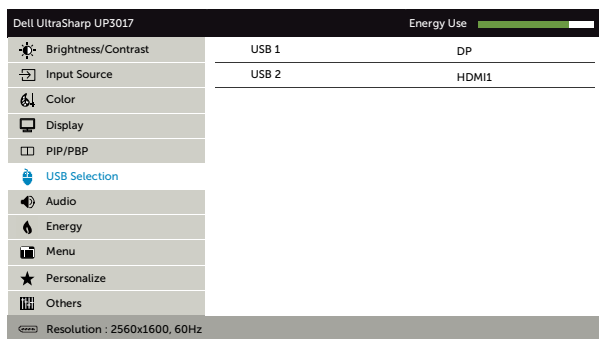 Dell UltraSharp UP3017 Energy Use
Brightness/Contrast USB 1 DP
Input Source USB 2 HDMI1
Color
Display
PIP/PBP
USB Selection
Audio
Energy
Menu
Personalize
Others
Resolution : 2560x1600, 60Hz